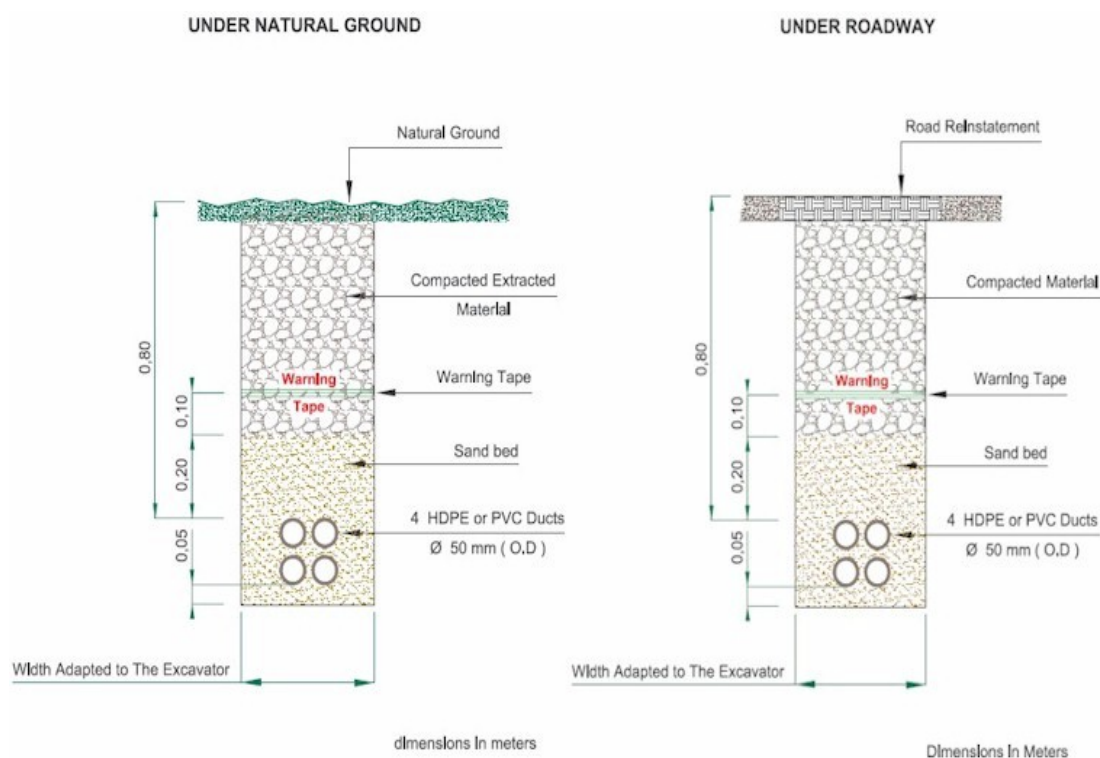 UNDER NATURAL GROUND
Natural Ground
Compacted Extracted
Material
Warning
Tape
Warning Tape
Sand bed
4 HDPE or PVC Ducts
Ø 50 mm ( O.D )
0,80
0,10
0,20
0,05
Width Adapted to The Excavator
dimensions in meters
UNDER ROADWAY
Road Reinstatement
Compacted Material
Warning
Tape
Warning Tape
Sand bed
4 HDPE or PVC Ducts
Ø 50 mm ( O.D )
0,80
0,10
0,20
0,05
Width Adapted to The Excavator
Dimensions In Meters